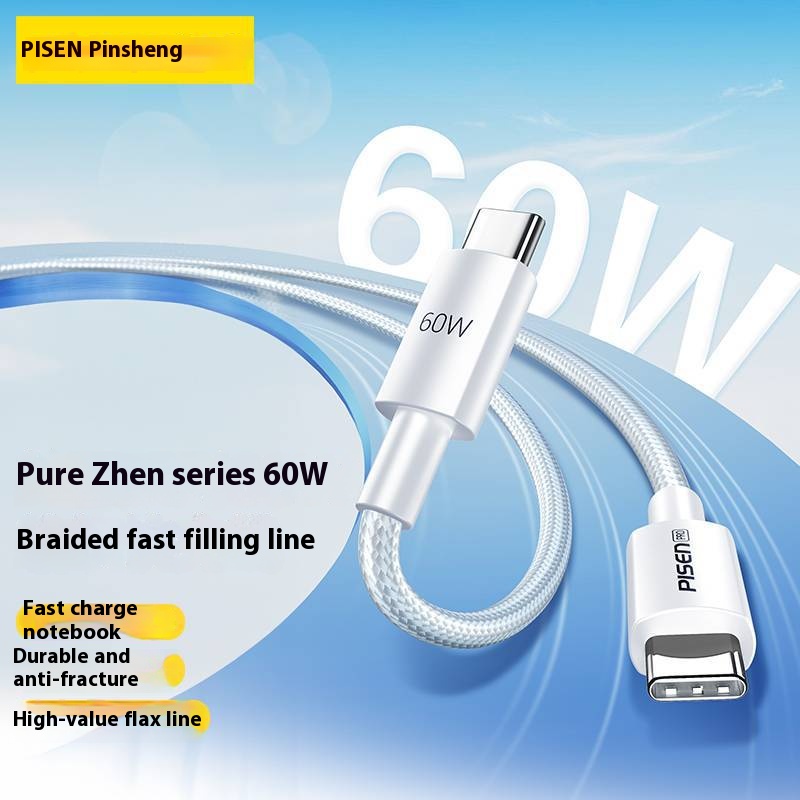 PISEN Pinsheng
60W
60W
Pure Zhen series 60W
Braided fast filling line
PISEN PRO
Fast charge
notebook
Durable and
anti-fracture
High-value flax line